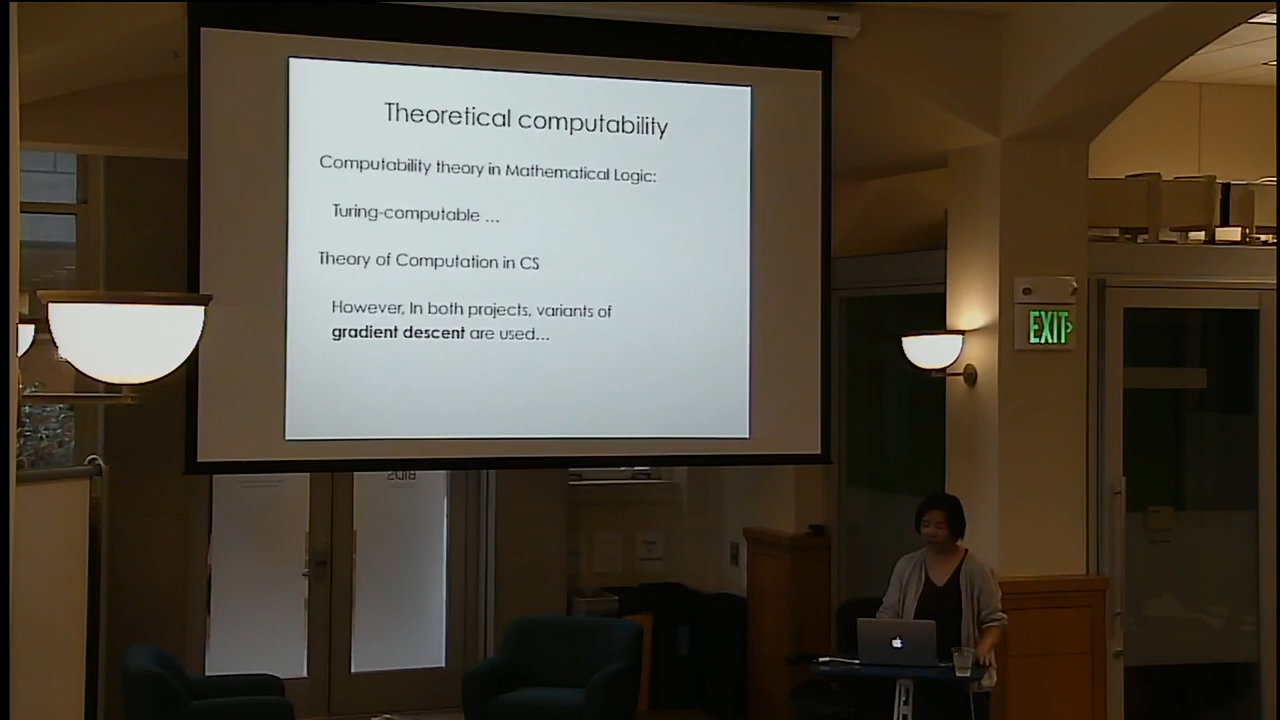 Theoretical computability
Computability theory in Mathematical Logic:
Turing-computable ...
Theory of Computation in CS
However, In both projects, variants of
gradient descent are used...
EXIT